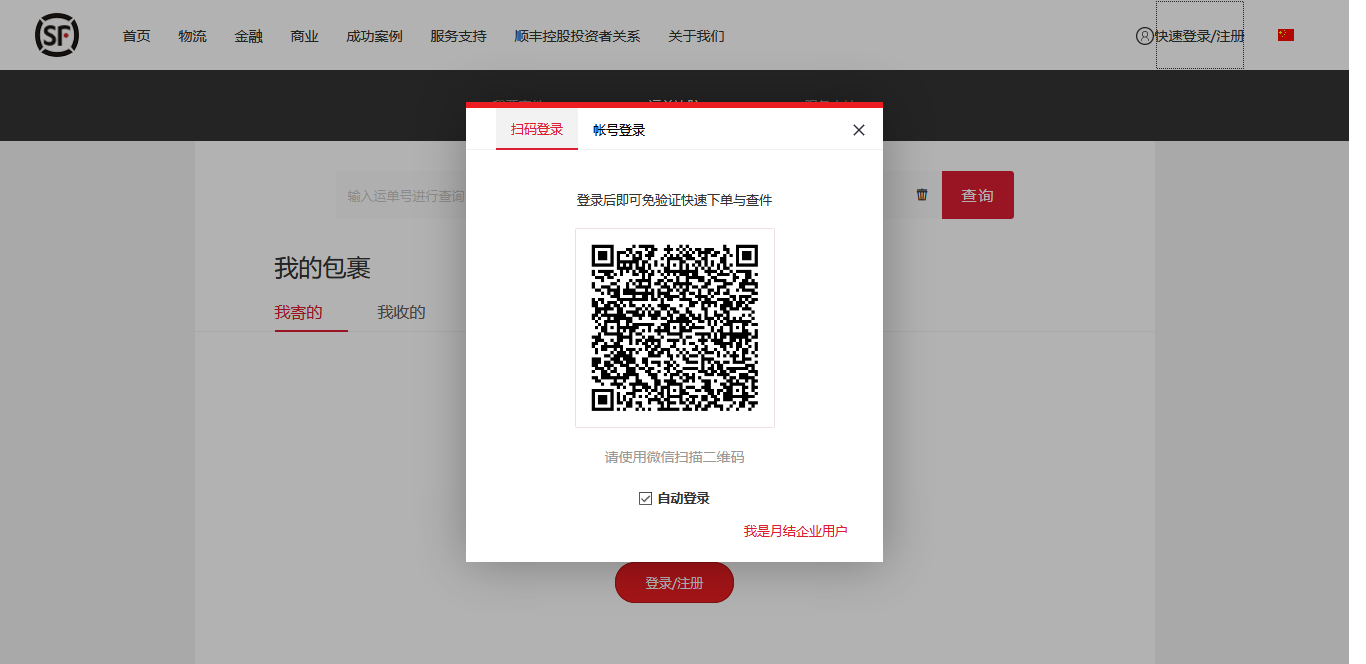 SF 首页 物流 金融 商业 成功案例 服务支持 顺丰控股投资者关系 关于我们 快速登录/注册
扫码登录 帐号登录
登录后即可免验证快速下单与查件
输入运单号进行查询 查询
我的包裹
我寄的 我收的
请使用微信扫描二维码
自动登录
我是月结企业用户
登录/注册